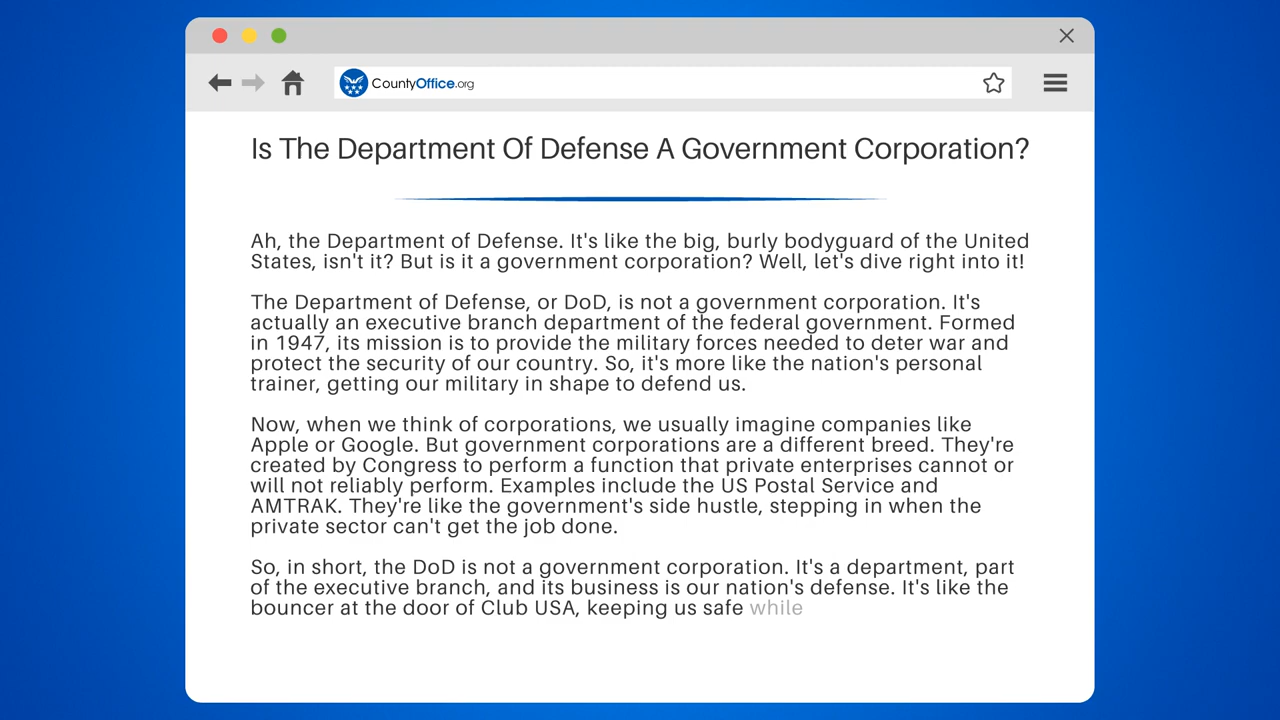 CountyOffice.org
Is The Department Of Defense A Government Corporation?
Ah, the Department of Defense. It's like the big, burly bodyguard of the United
States, isn't it? But is it a government corporation? Well, let's dive right into it!
The Department of Defense, or DoD, is not a government corporation. It's
actually an executive branch department of the federal government. Formed
in 1947, its mission is to provide the military forces needed to deter war and
protect the security of our country. So, it's more like the nation's personal
trainer, getting our military in shape to defend us.
Now, when we think of corporations, we usually imagine companies like
Apple or Google. But government corporations are a different breed. They're
created by Congress to perform a function that private enterprises cannot or
will not reliably perform. Examples include the US Postal Service and
AMTRAK. They're like the government's side hustle, stepping in when the
private sector can't get the job done.
So, in short, the DoD is not a government corporation. It's a department, part
of the executive branch, and its business is our nation's defense. It's like the
bouncer at the door of Club USA, keeping us safe while